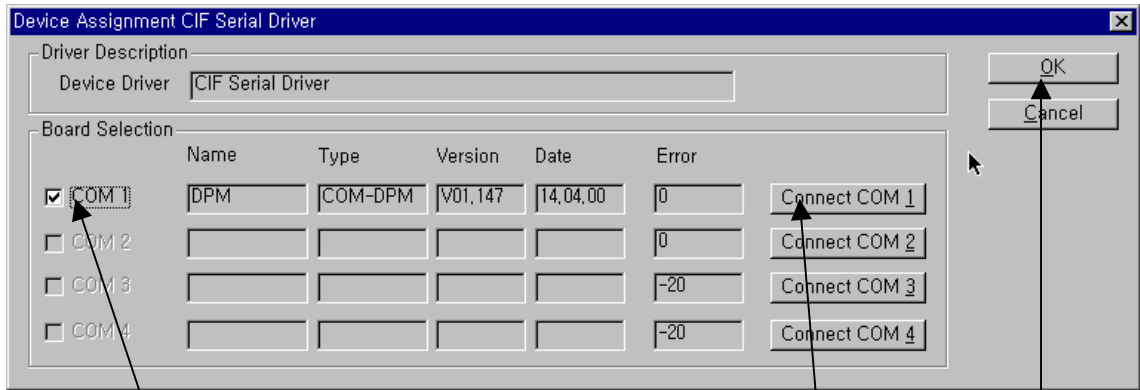 Device Assignment CIF Serial Driver
Driver Description
Device Driver CIF Serial Driver
OK
Cancel
Board Selection
Name Type Version Date Error
COM 1 DPM COM-DPM V01,147 14,04,00 0 Connect COM 1
COM 2 0 Connect COM 2
COM 3 -20 Connect COM 3
COM 4 -20 Connect COM 4